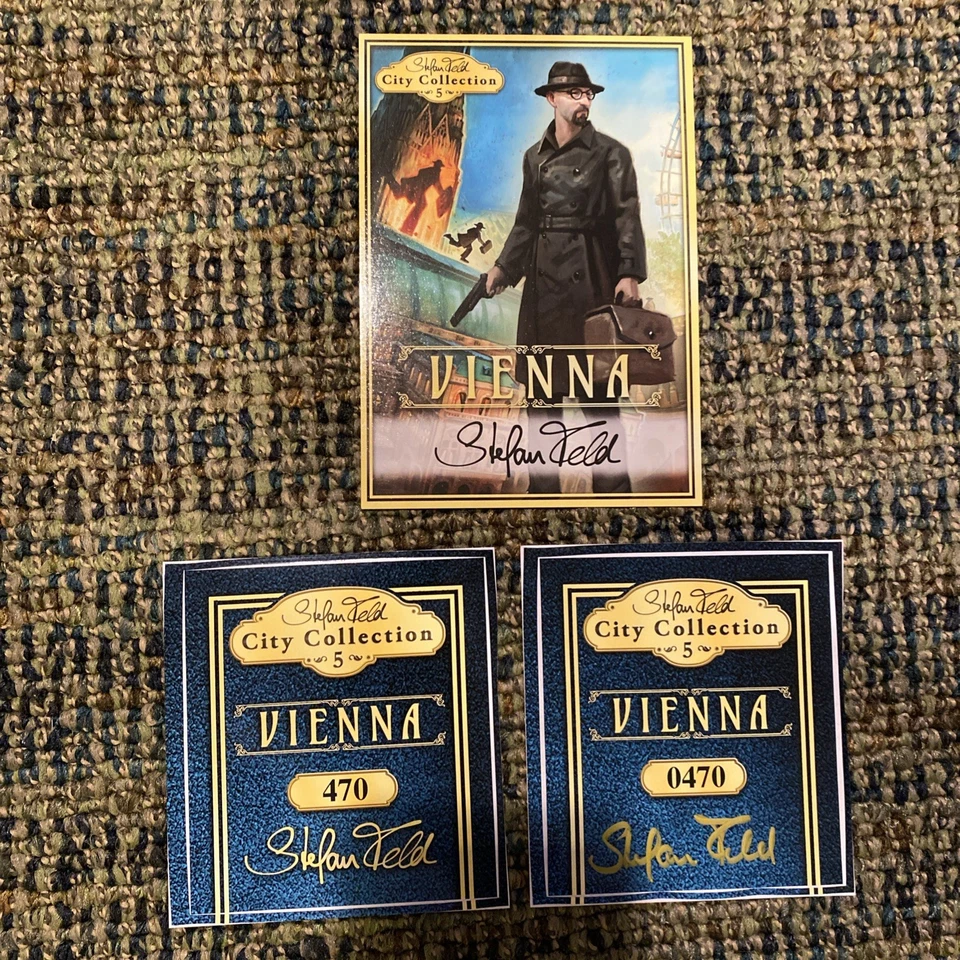 Stefan Feld
City Collection
5
VIENNA
Stefan Feld
Stefan Feld
City Collection
5
VIENNA
470
Stefan Feld
Stefan Feld
City Collection
5
VIENNA
0470
Stefan Feld